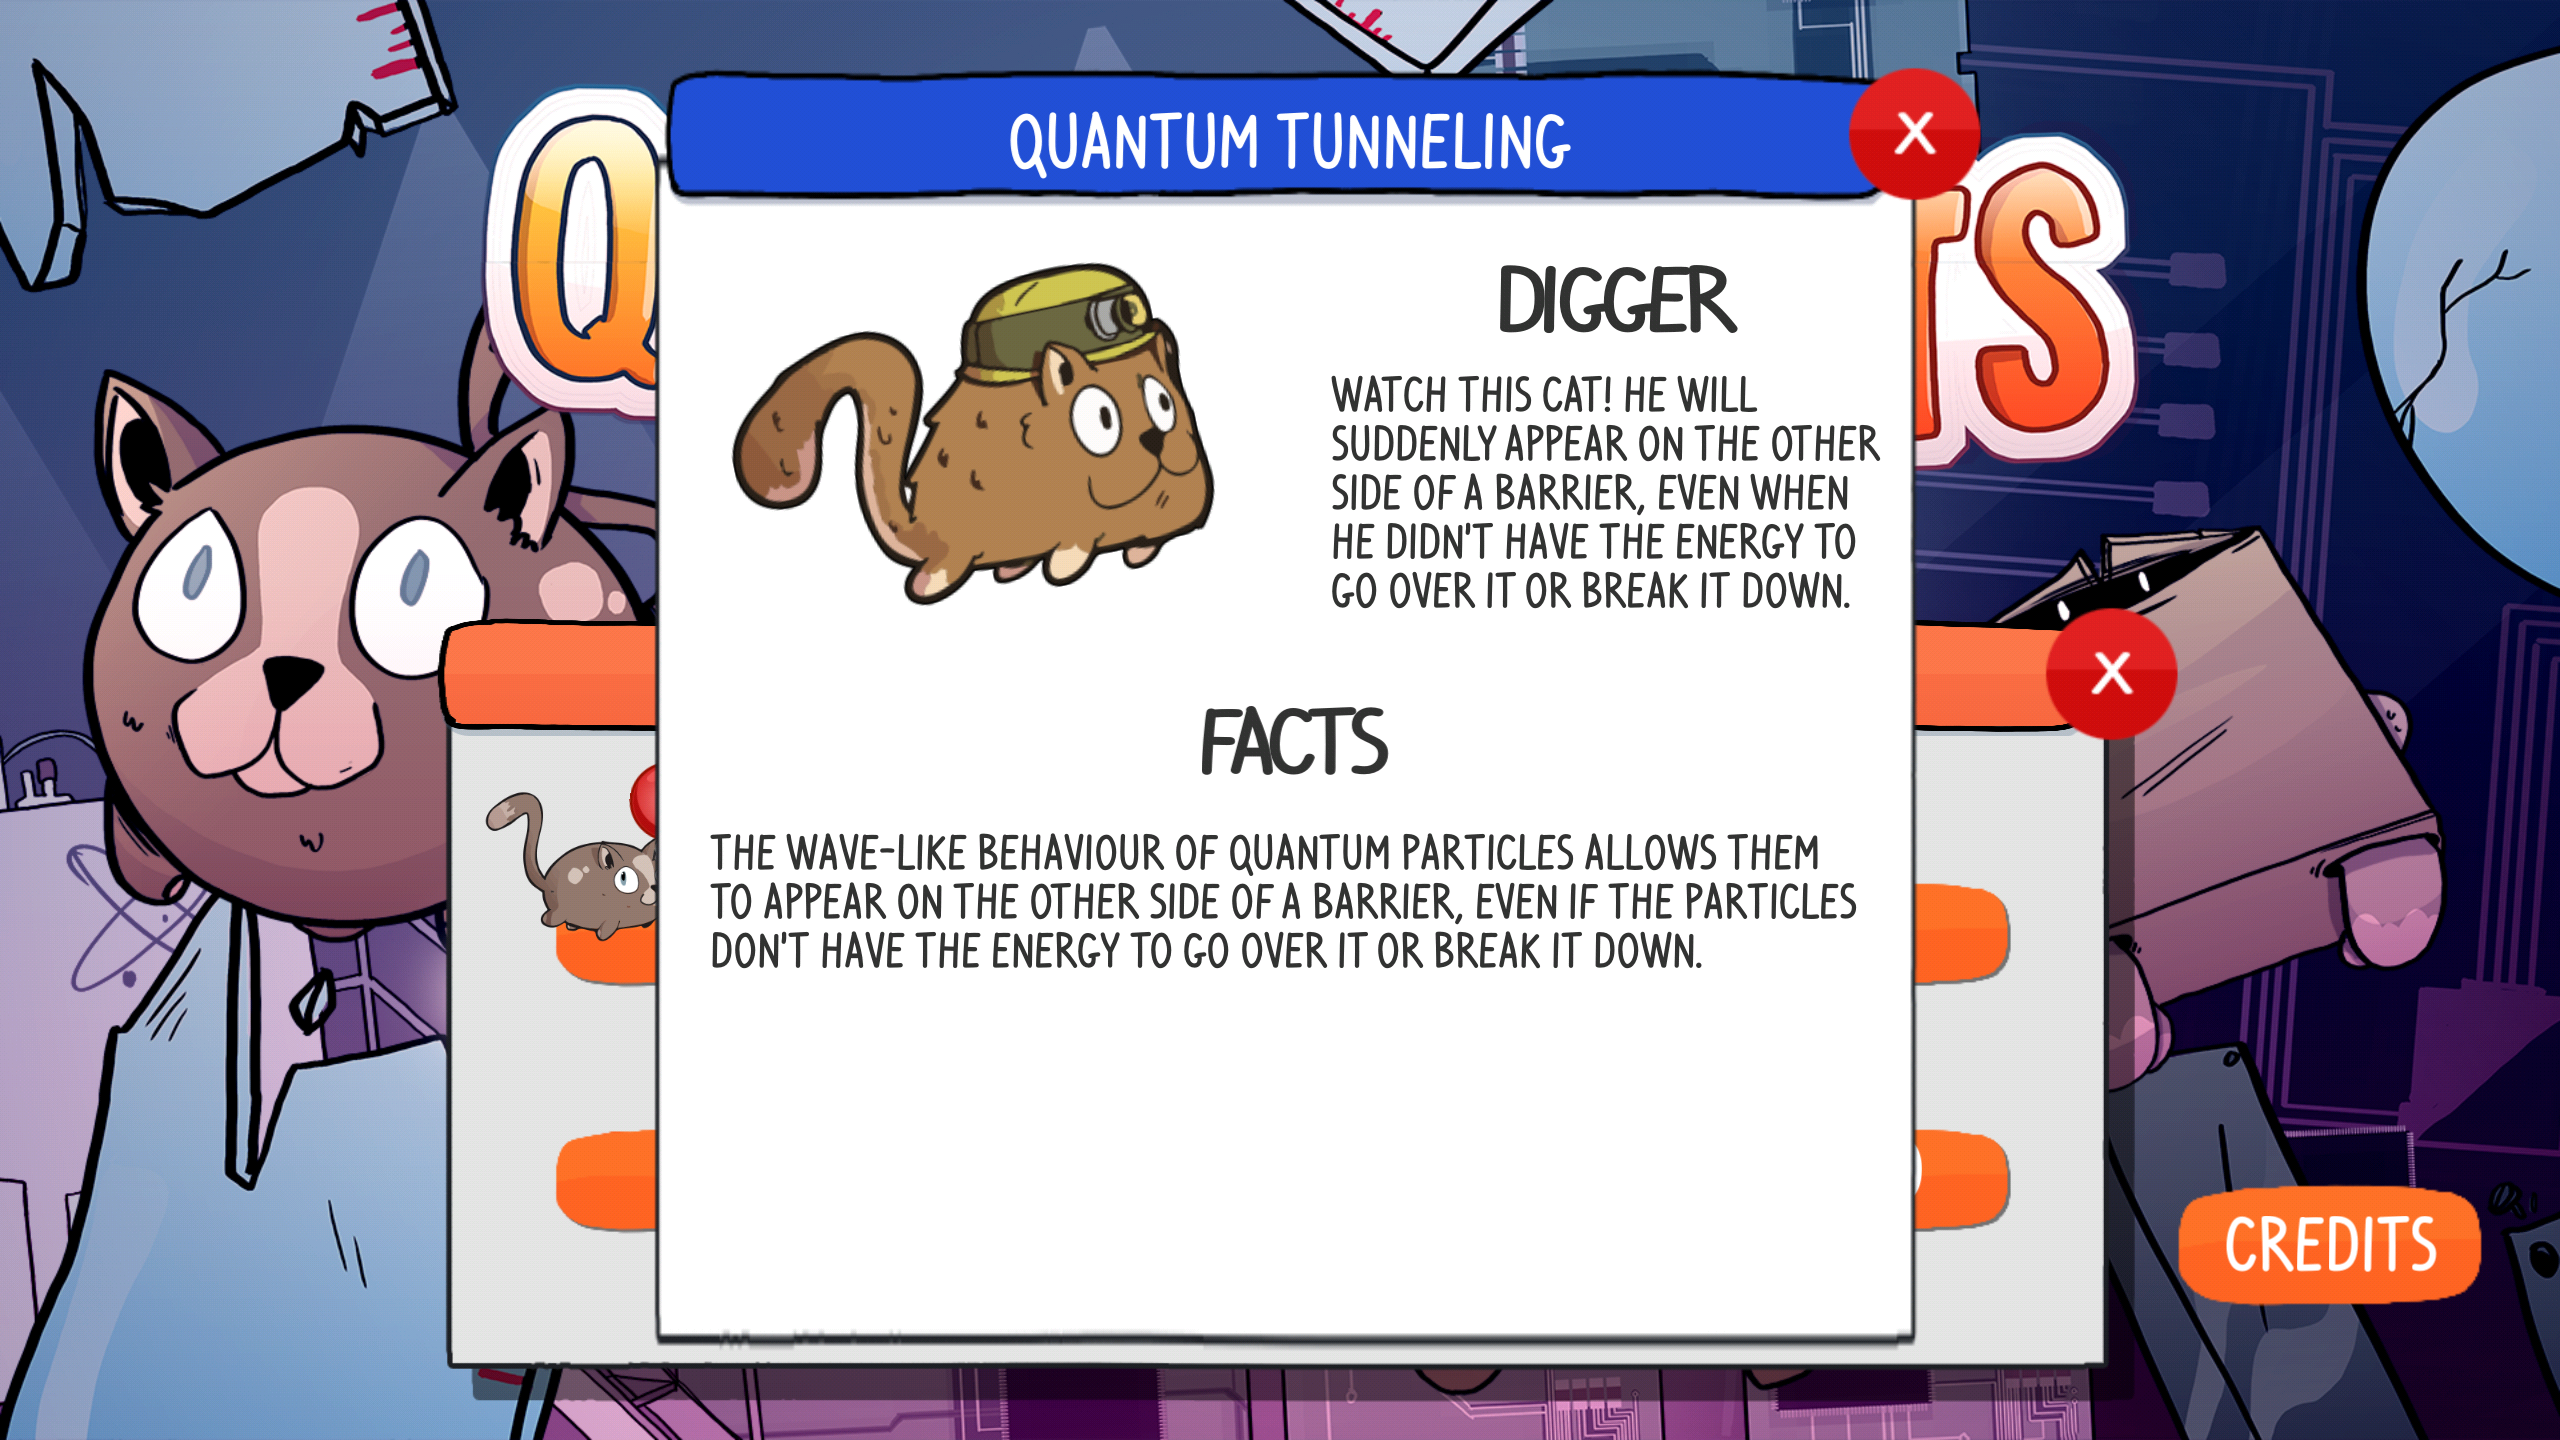 QUANTUM TUNNELING
X
DIGGER
WATCH THIS CAT! HE WILL
SUDDENLY APPEAR ON THE OTHER
SIDE OF A BARRIER, EVEN WHEN
HE DIDN'T HAVE THE ENERGY TO
GO OVER IT OR BREAK IT DOWN.
X
FACTS
THE WAVE-LIKE BEHAVIOUR OF QUANTUM PARTICLES ALLOWS THEM
TO APPEAR ON THE OTHER SIDE OF A BARRIER, EVEN IF THE PARTICLES
DON'T HAVE THE ENERGY TO GO OVER IT OR BREAK IT DOWN.
CREDITS